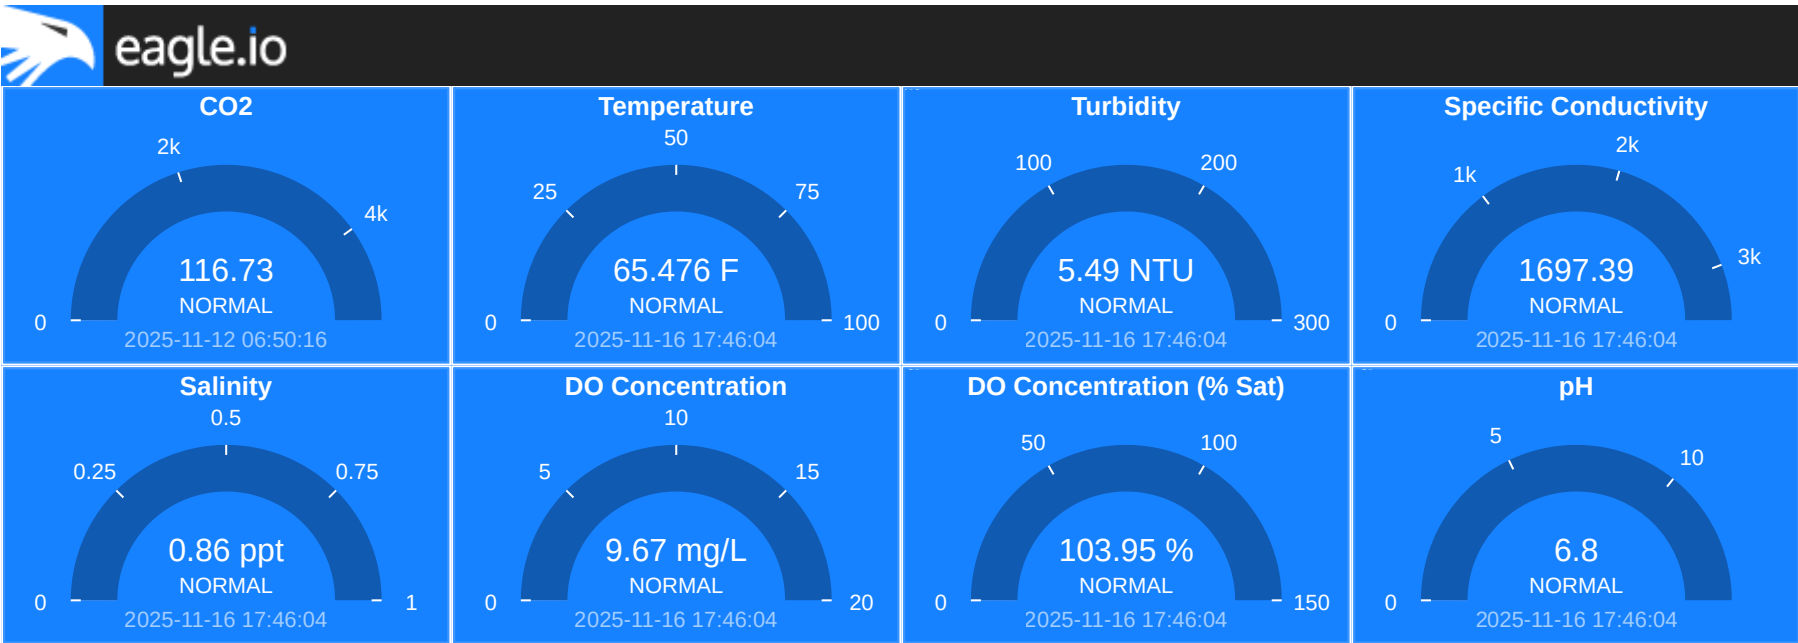 eagle.io
CO2
2k
4k
0
116.73
NORMAL
2025-11-12 06:50:16
Temperature
50
25
75
0
100
65.476 F
NORMAL
2025-11-16 17:46:04
Turbidity
100
200
0
300
5.49 NTU
NORMAL
2025-11-16 17:46:04
Specific Conductivity
2k
1k
3k
0
1697.39
NORMAL
2025-11-16 17:46:04
Salinity
0.5
0.25
0.75
0
1
0.86 ppt
NORMAL
2025-11-16 17:46:04
DO Concentration
10
5
15
0
20
9.67 mg/L
NORMAL
2025-11-16 17:46:04
DO Concentration (% Sat)
50
100
0
150
103.95 %
NORMAL
2025-11-16 17:46:04
pH
5
10
0
6.8
NORMAL
2025-11-16 17:46:04